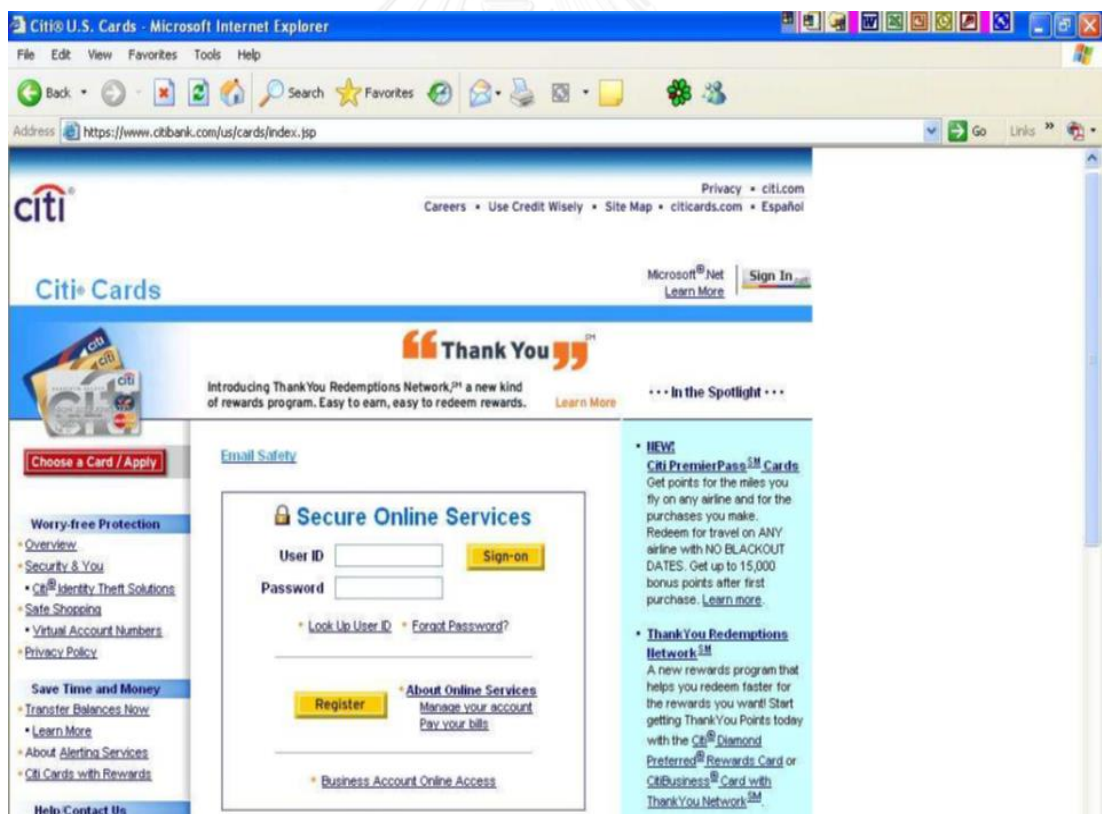 Citi® U.S. Cards - Microsoft Internet Explorer
File Edit View Favorites Tools Help
Back Search Favorites
Address https://www.citibank.com/us/cards/index.jsp Go Links »
citi®
Privacy • citi.com
Careers • Use Credit Wisely • Site Map • citicards.com • Español
Citi® Cards
Microsoft® .Net
Learn More
Sign In .net
Thank You SM
Introducing ThankYou Redemptions Network,SM a new kind
of rewards program. Easy to earn, easy to redeem rewards. Learn More
• • • In the Spotlight • • •
Choose a Card / Apply
Worry-free Protection
Overview
Security & You
• Citi® Identity Theft Solutions
Safe Shopping
• Virtual Account Numbers
Privacy Policy
Save Time and Money
Transfer Balances Now
• Learn More
About Alerting Services
Citi Cards with Rewards
Help/Contact Us
Email Safety
Secure Online Services
User ID Sign-on
Password
• Look Up User ID • Forgot Password?
Register
• About Online Services
Manage your account
Pay your bills
• Business Account Online Access
• NEW!
Citi PremierPass SM Cards
Get points for the miles you
fly on any airline and for the
purchases you make.
Redeem for travel on ANY
airline with NO BLACKOUT
DATES. Get up to 15,000
bonus points after first
purchase. Learn more.
• ThankYou Redemptions
Network SM
A new rewards program that
helps you redeem faster for
the rewards you want! Start
getting ThankYou Points today
with the Citi® Diamond
Preferred® Rewards Card or
CitiBusiness® Card with
ThankYou Network SM.